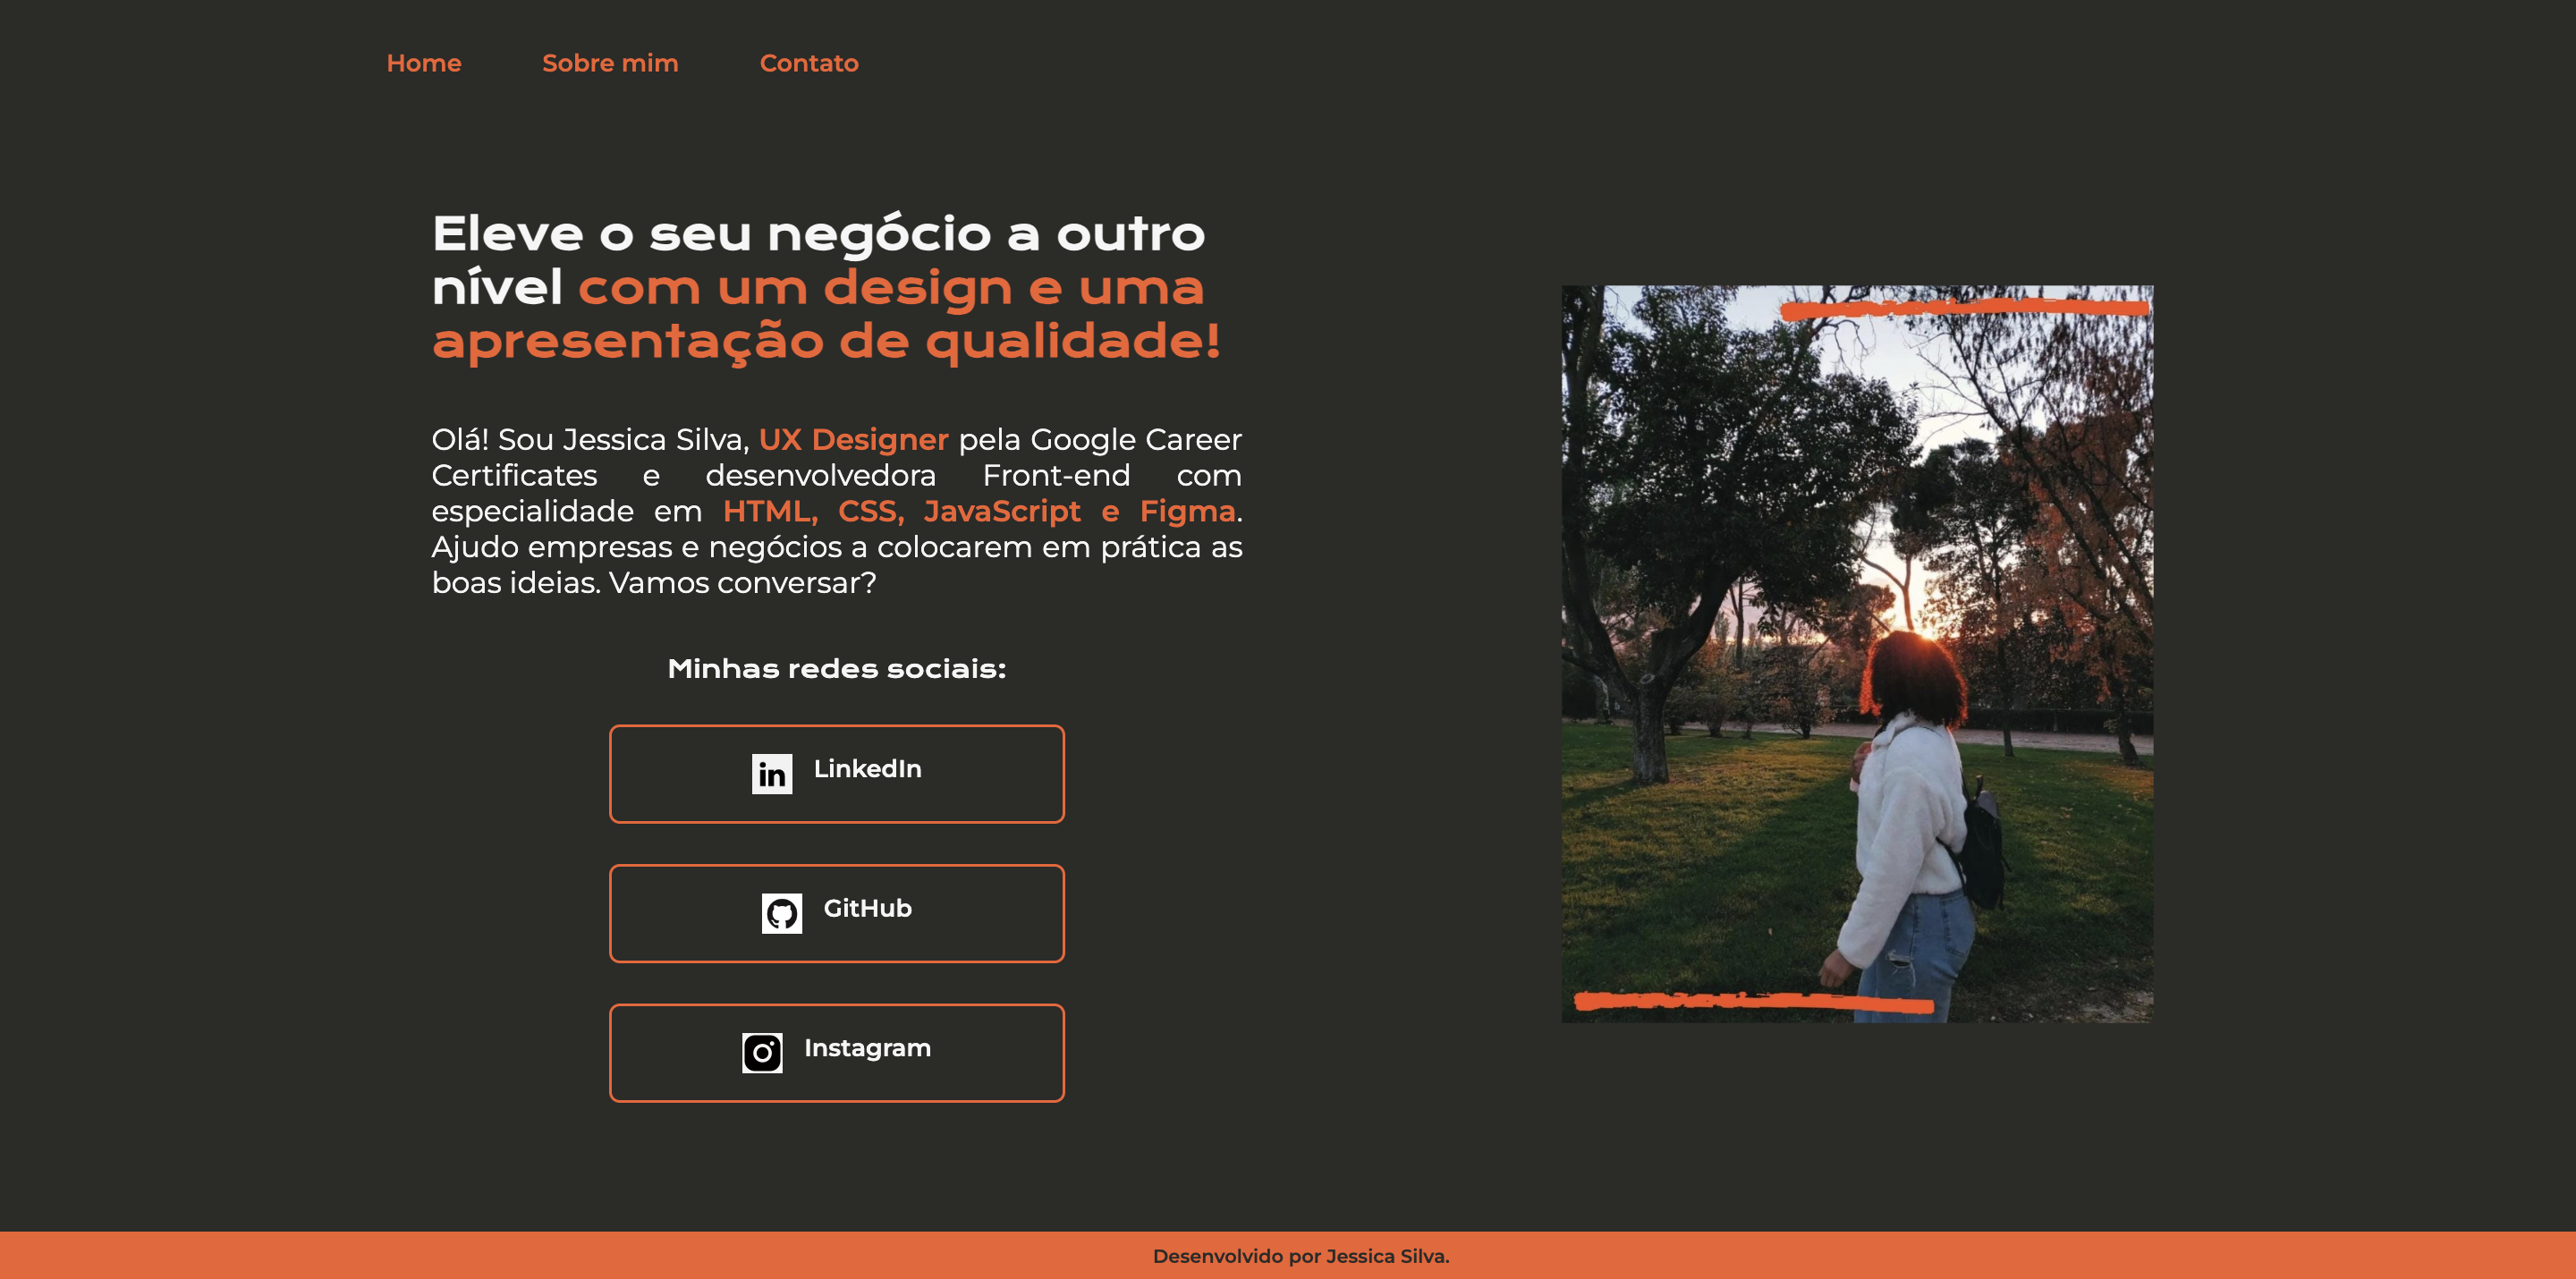 Home Sobre mim Contato
Eleve o seu negócio a outro
nível com um design e uma
apresentação de qualidade!
Olá! Sou Jessica Silva, UX Designer pela Google Career
Certificates e desenvolvedora Front-end com
especialidade em HTML, CSS, JavaScript e Figma.
Ajudo empresas e negócios a colocarem em prática as
boas ideias. Vamos conversar?
Minhas redes sociais:
in LinkedIn
GitHub
Instagram
Desenvolvido por Jessica Silva.